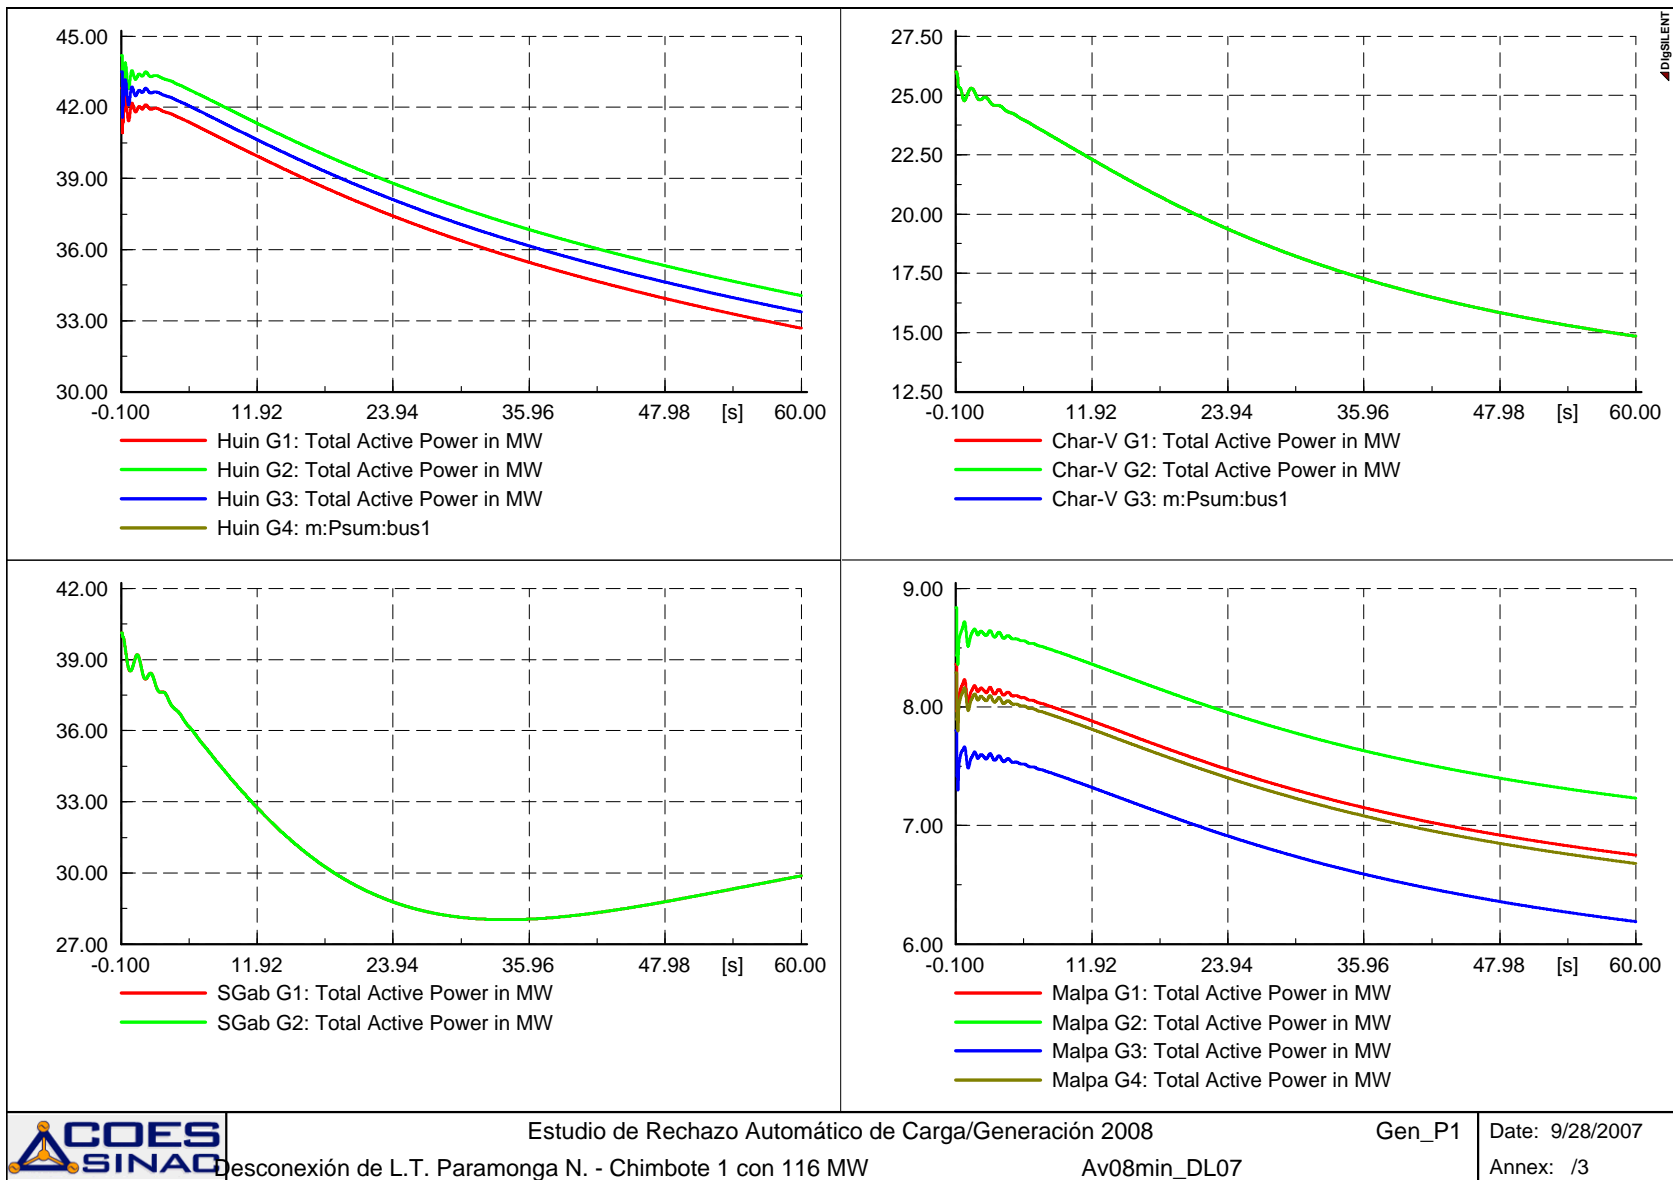 DIgSILENT
45.00
42.00
39.00
36.00
33.00
30.00
-0.100 11.92 23.94 35.96 47.98 [s] 60.00
Huin G1: Total Active Power in MW
Huin G2: Total Active Power in MW
Huin G3: Total Active Power in MW
Huin G4: m:Psum:bus1
27.50
25.00
22.50
20.00
17.50
15.00
12.50
-0.100 11.92 23.94 35.96 47.98 [s] 60.00
Char-V G1: Total Active Power in MW
Char-V G2: Total Active Power in MW
Char-V G3: m:Psum:bus1
42.00
39.00
36.00
33.00
30.00
27.00
-0.100 11.92 23.94 35.96 47.98 [s] 60.00
SGab G1: Total Active Power in MW
SGab G2: Total Active Power in MW
9.00
8.00
7.00
6.00
-0.100 11.92 23.94 35.96 47.98 [s] 60.00
Malpa G1: Total Active Power in MW
Malpa G2: Total Active Power in MW
Malpa G3: Total Active Power in MW
Malpa G4: Total Active Power in MW
COES
SINAC
Estudio de Rechazo Automático de Carga/Generación 2008 Gen_P1
Desconexión de L.T. Paramonga N. - Chimbote 1 con 116 MW Av08min_DL07
Date: 9/28/2007
Annex: /3